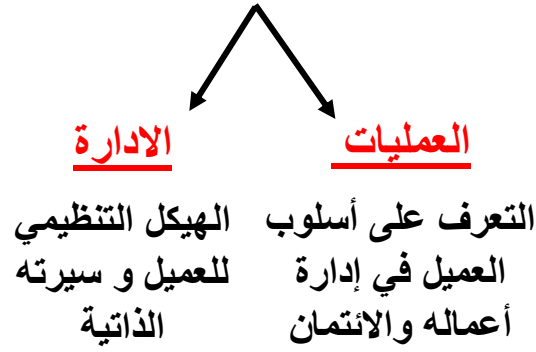 العمليات
التعرف على أسلوب
العميل في إدارة
أعماله والائتمان
الادارة
الهيكل التنظيمي
للعميل و سيرته
الذاتية